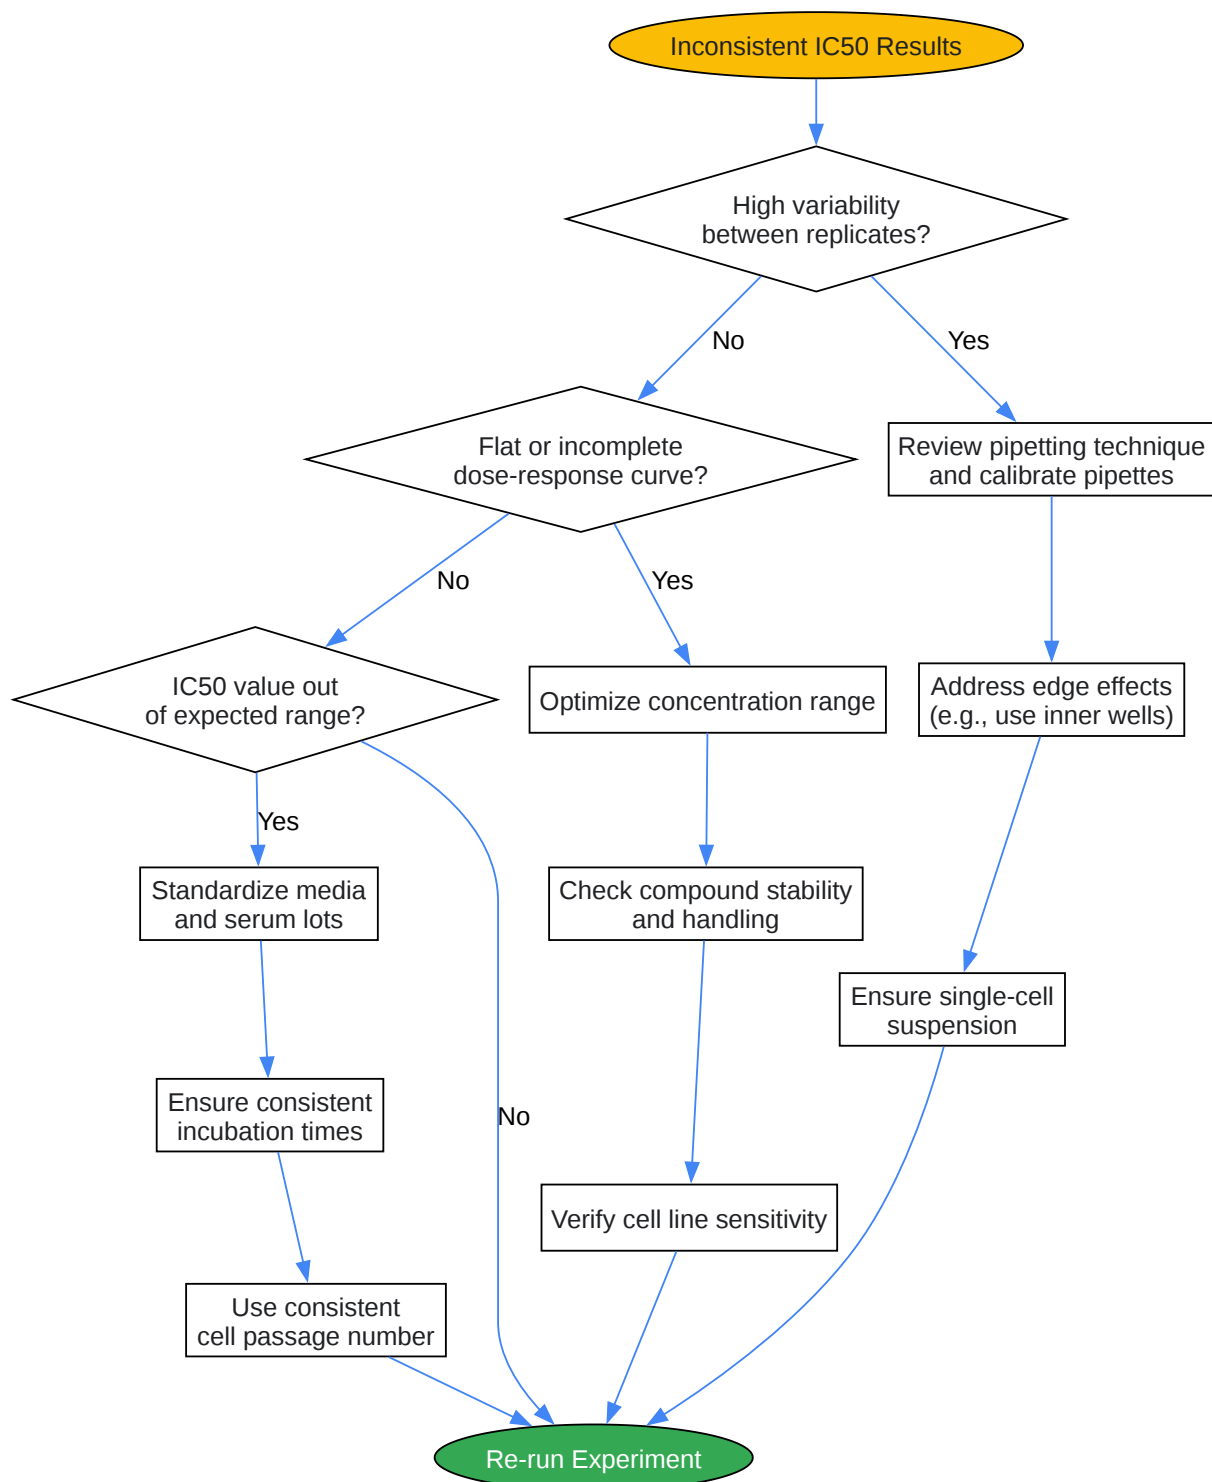 Inconsistent IC50 Results
High variability
between replicates?
No
Yes
Flat or incomplete
dose-response curve?
Review pipetting technique
and calibrate pipettes
No
Yes
IC50 value out
of expected range?
Optimize concentration range
Address edge effects
(e.g., use inner wells)
Yes
Standardize media
and serum lots
Check compound stability
and handling
Ensure single-cell
suspension
Ensure consistent
incubation times
No
Verify cell line sensitivity
Use consistent
cell passage number
Re-run Experiment